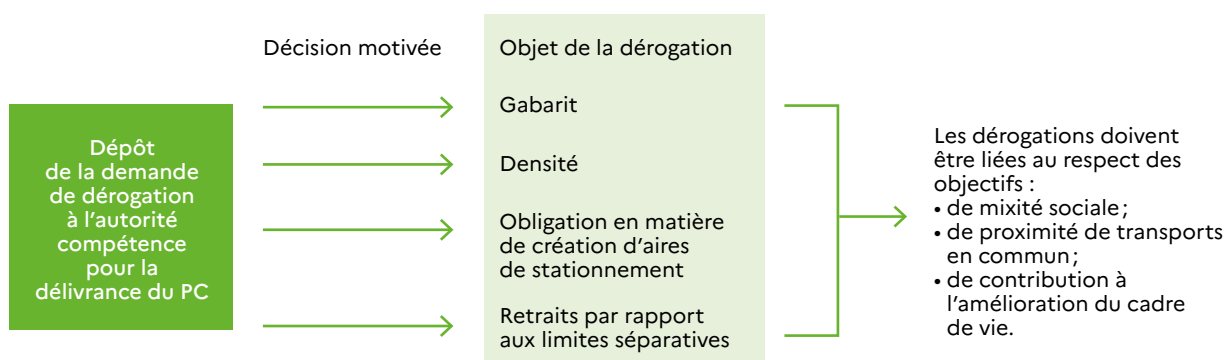 Décision motivée
Objet de la dérogation
Dépôt
de la demande
de dérogation
à l’autorité
compétence
pour la
délivrance du PC
Gabarit
Densité
Obligation en matière
de création d’aires
de stationnement
Retraits par rapport
aux limites séparatives
Les dérogations doivent
être liées au respect des
objectifs :
• de mixité sociale ;
• de proximité de transports
en commun ;
• de contribution à
l’amélioration du cadre
de vie.